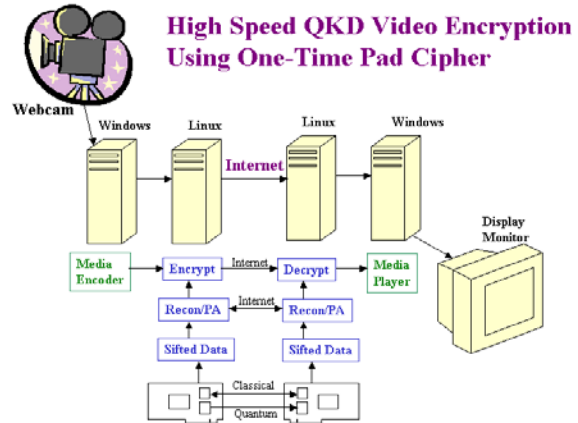 High Speed QKD Video Encryption
Using One-Time Pad Cipher
Webcam
Windows
Linux
Linux
Windows
Internet
Display
Monitor
Media
Encoder
Encrypt
Internet
Decrypt
Media
Player
Recon/PA
Internet
Recon/PA
Sifted Data
Sifted Data
Classical
Quantum